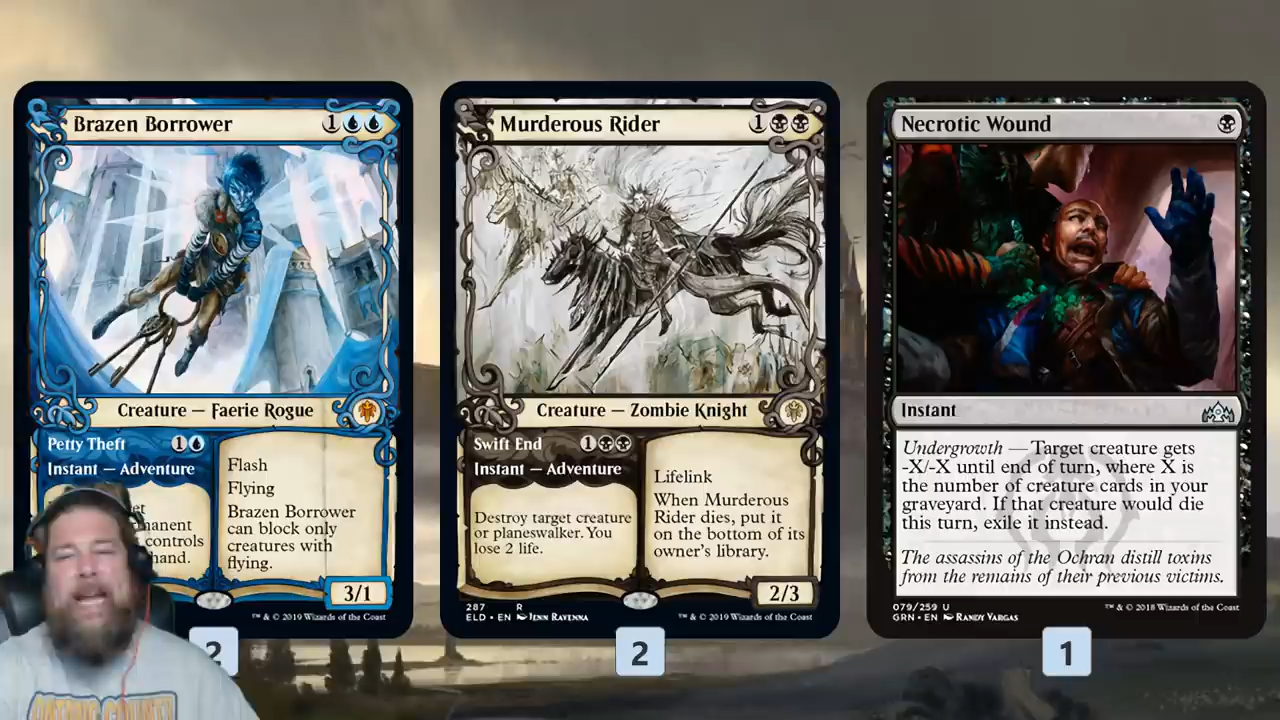 Brazen Borrower
1
Creature — Faerie Rogue
Petty Theft
1
Instant — Adventure
controls
hand.
Flash
Flying
Brazen Borrower
can block only
creatures with
flying.
3/1
™ & © 2019 Wizards of the Coast
2
Murderous Rider
1
Creature — Zombie Knight
Swift End
1
Instant — Adventure
Destroy target creature
or planeswalker. You
lose 2 life.
Lifelink
When Murderous
Rider dies, put it
on the bottom of its
owner's library.
2/3
287 R
ELD • EN Jenn Ravenna
™ & © 2019 Wizards of the Coast
2
Necrotic Wound
Instant
Undergrowth — Target creature gets
-X/-X until end of turn, where X is
the number of creature cards in your
graveyard. If that creature would die
this turn, exile it instead.
The assassins of the Ochran distill toxins
from the remains of their previous victims.
079/259 U
GRN • EN Randy Vargas
™ & © 2018 Wizards of the Coast
1